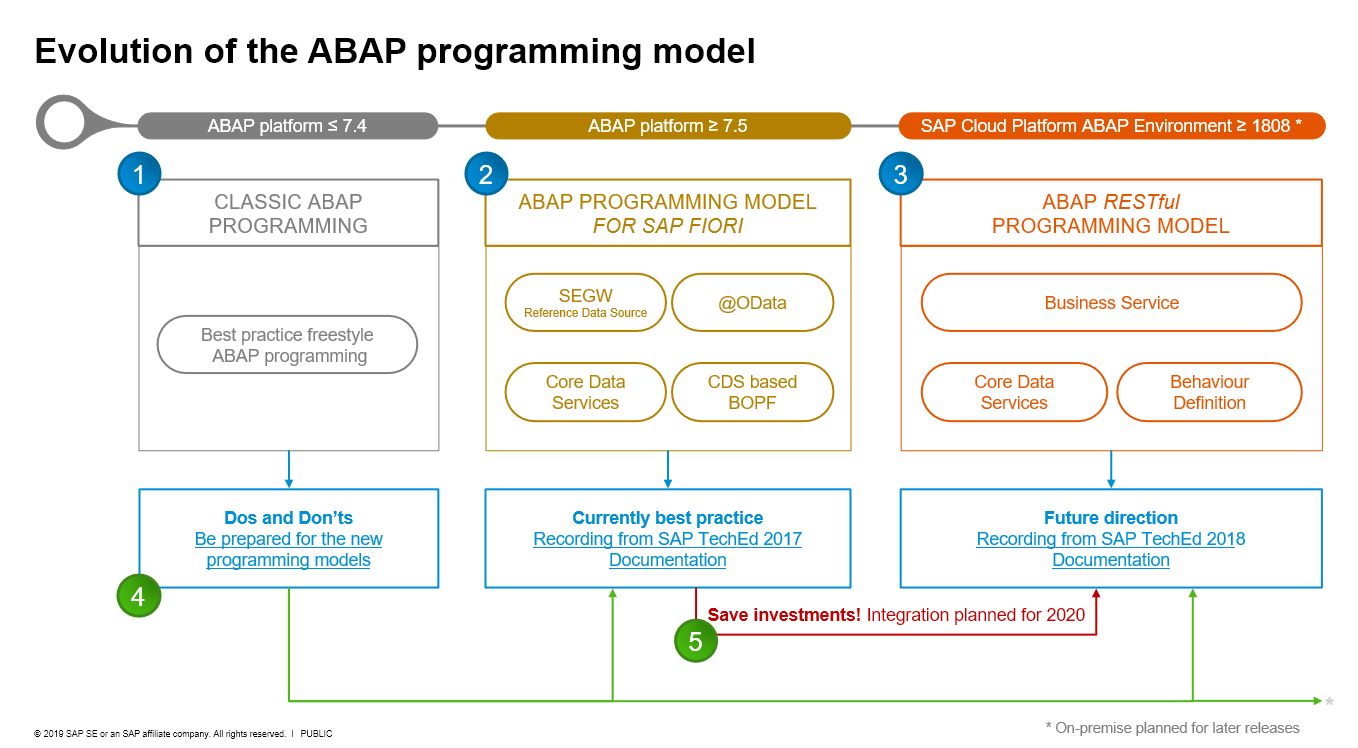 Evolution of the ABAP programming model
ABAP platform ≤ 7.4
ABAP platform ≥ 7.5
SAP Cloud Platform ABAP Environment ≥ 1808 *
1
CLASSIC ABAP
PROGRAMMING
Best practice freestyle
ABAP programming
2
ABAP PROGRAMMING MODEL
FOR SAP FIORI
SEGW
Reference Data Source
@OData
Core Data
Services
CDS based
BOPF
3
ABAP RESTful
PROGRAMMING MODEL
Business Service
Core Data
Services
Behaviour
Definition
Dos and Don’ts
Be prepared for the new
programming models
4
Currently best practice
Recording from SAP TechEd 2017
Documentation
Future direction
Recording from SAP TechEd 2018
Documentation
Save investments! Integration planned for 2020
5
*
* On-premise planned for later releases
© 2019 SAP SE or an SAP affiliate company. All rights reserved. | PUBLIC